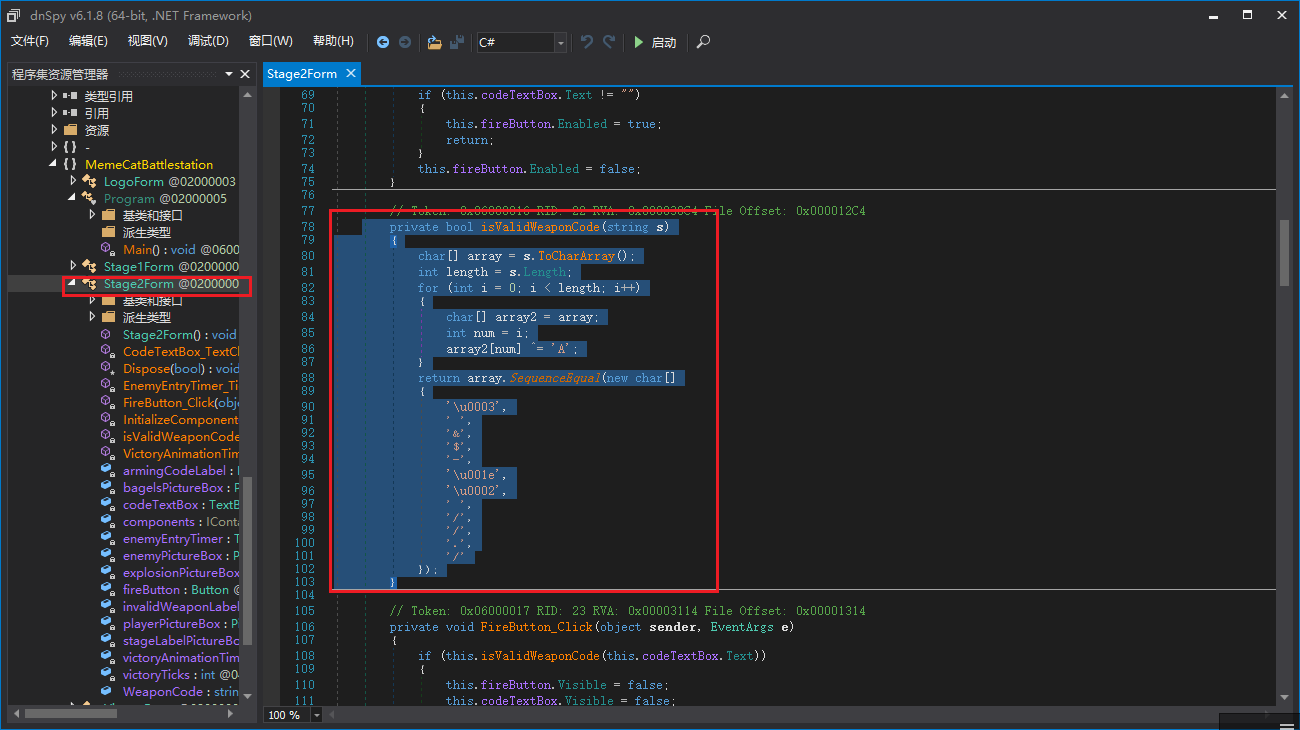 dnSpy v6.1.8 (64-bit, .NET Framework)
文件(F) 编辑(E) 视图(V) 调试(D) 窗口(W) 帮助(H) C# 启动
程序集资源管理器
类型引用
引用
资源
{ } -
{ } MemeCatBattlestation
LogoForm @02000003
Program @02000005
基类和接口
派生类型
Main() : void @0600
Stage1Form @0200000
Stage2Form @0200000
基类和接口
派生类型
Stage2Form() : void
CodeTextBox_TextCl
Dispose(bool) : void
EnemyEntryTimer_Ti
FireButton_Click(obje
InitializeComponent
isValidWeaponCode
VictoryAnimationTim
armingCodeLabel :
bagelsPictureBox : P
codeTextBox : TextB
components : ICont
enemyEntryTimer : T
enemyPictureBox : P
explosionPictureBox
fireButton : Button @
invalidWeaponLabel
playerPictureBox : P
stageLabelPictureBo
victoryAnimationTim
victoryTicks : int @04
WeaponCode : strin
Stage2Form
69 if (this.codeTextBox.Text != "")
70 {
71 this.fireButton.Enabled = true;
72 return;
73 }
74 this.fireButton.Enabled = false;
75 }
76
77 // Token: 0x06000016 RID: 22 RVA: 0x000030C4 File Offset: 0x000012C4
78 private bool isValidWeaponCode(string s)
79 {
80 char[] array = s.ToCharArray();
81 int length = s.Length;
82 for (int i = 0; i < length; i++)
83 {
84 char[] array2 = array;
85 int num = i;
86 array2[num] ^= 'A';
87 }
88 return array.SequenceEqual(new char[]
89 {
90 '\u0003',
91 ' ',
92 '&',
93 '$',
94 '-',
95 '\u001e',
96 '\u0002',
97 ' ',
98 '/',
99 '/',
100 '.',
101 '/'
102 });
103 }
104
105 // Token: 0x06000017 RID: 23 RVA: 0x00003114 File Offset: 0x00001314
106 private void FireButton_Click(object sender, EventArgs e)
107 {
108 if (this.isValidWeaponCode(this.codeTextBox.Text))
109 {
110 this.fireButton.Visible = false;
111 this.codeTextBox.Visible = false;
100 %